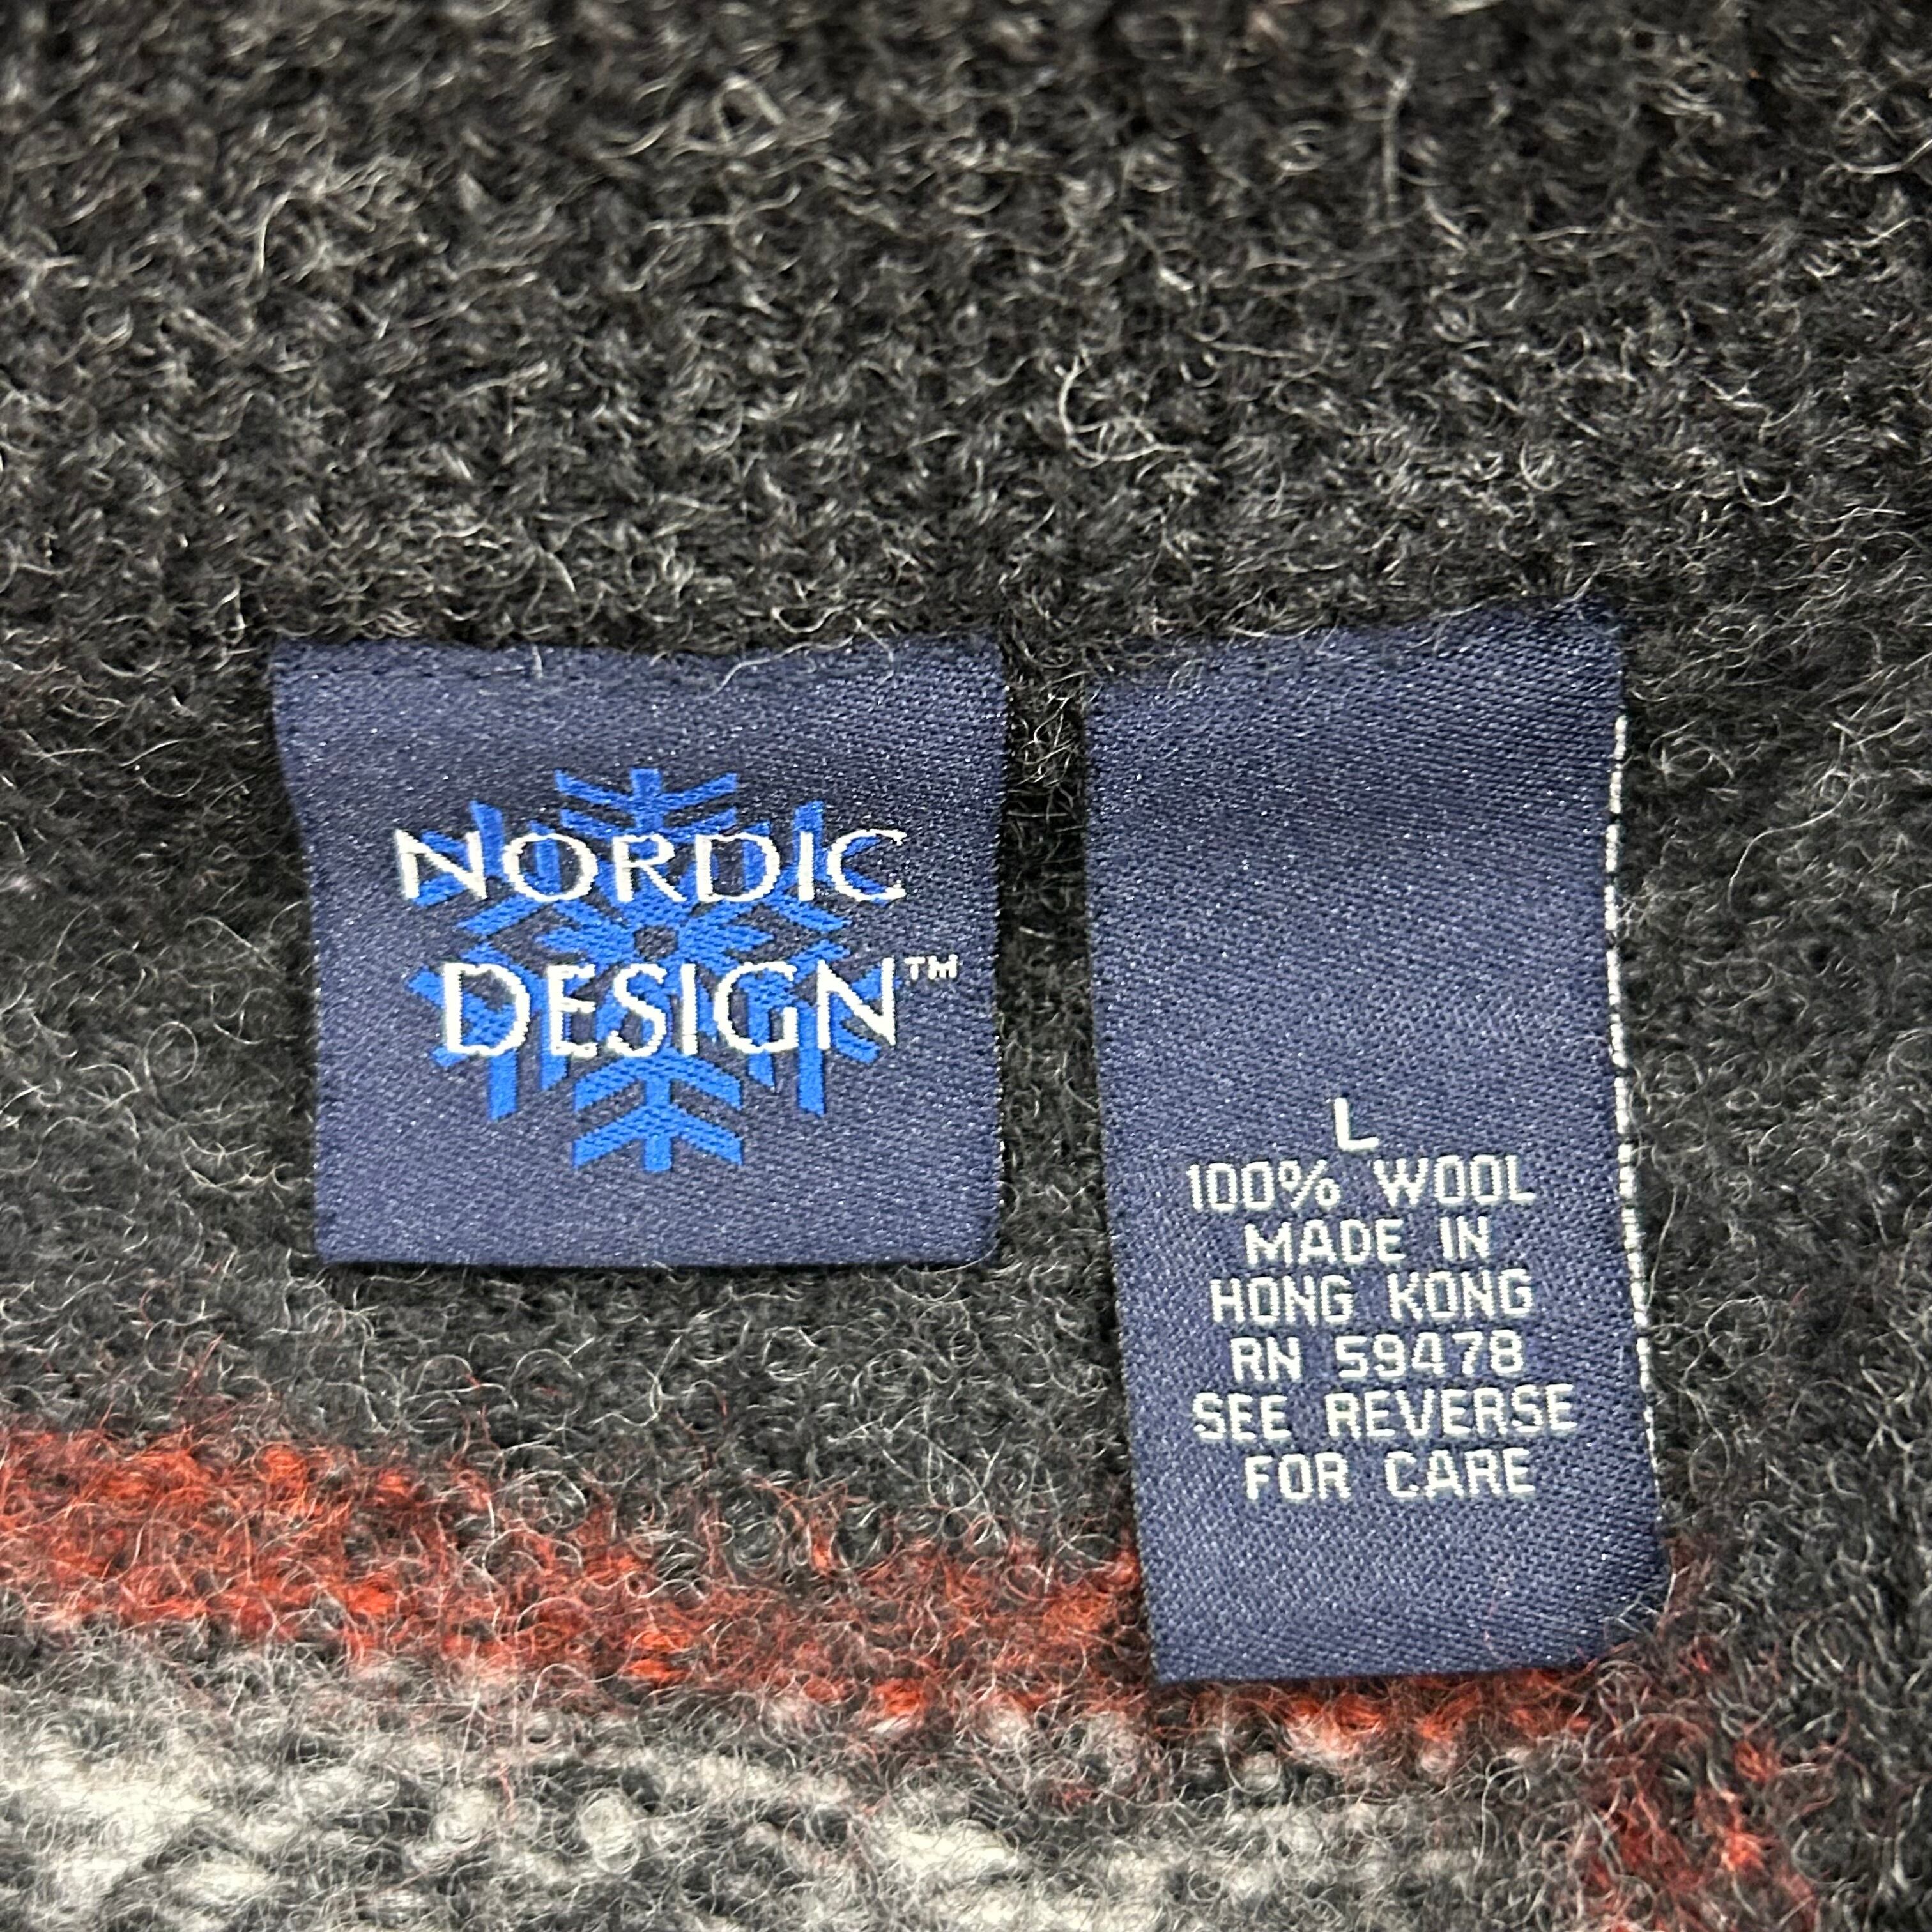 NORDIC
DESIGN™
L
100% WOOL
MADE IN
HONG KONG
RN 59478
SEE REVERSE
FOR CARE